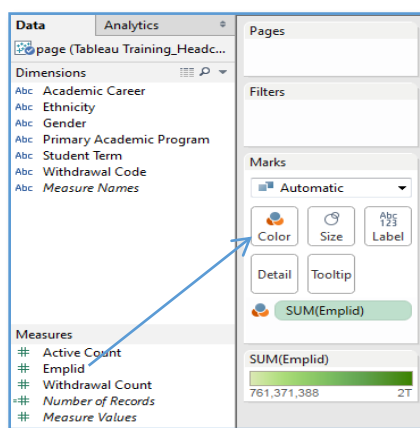 Data Analytics
page (Tableau Training_Headc...
Dimensions
Abc Academic Career
Abc Ethnicity
Abc Gender
Abc Primary Academic Program
Abc Student Term
Abc Withdrawal Code
Abc Measure Names
Measures
# Active Count
# Emplid
# Withdrawal Count
=# Number of Records
# Measure Values
Pages
Filters
Marks
Automatic
Abc
123
Color Size Label
Detail Tooltip
SUM(Emplid)
SUM(Emplid)
761,371,388 2T